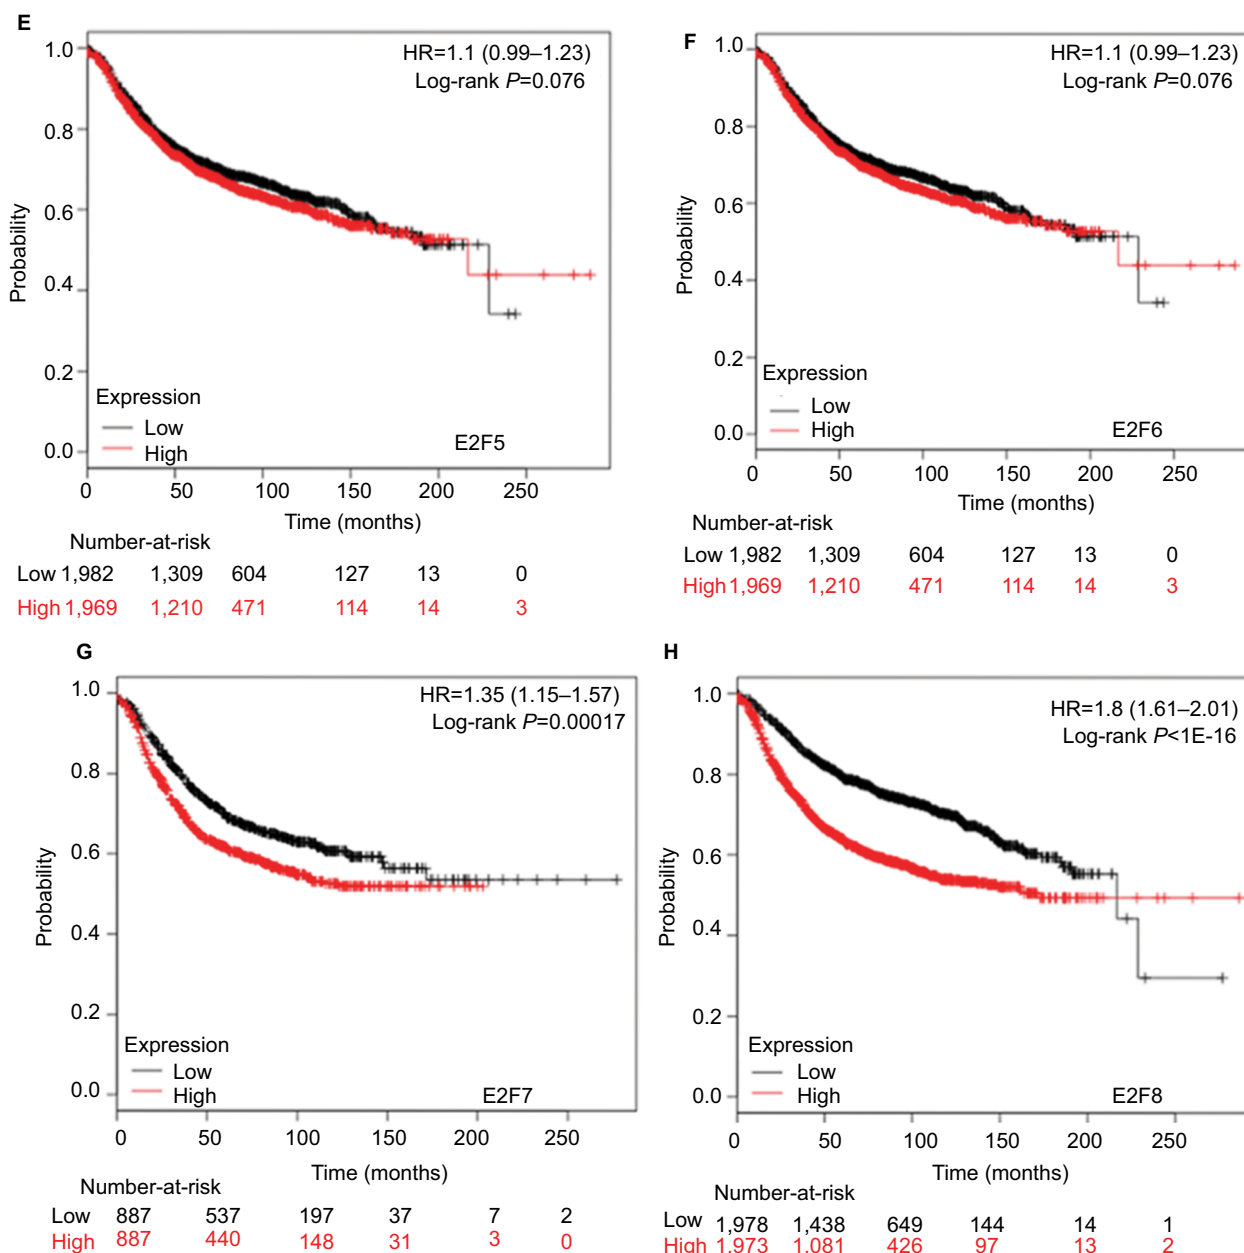 E
HR=1.1 (0.99–1.23)
Log-rank P=0.076
1.0
0.8
0.6
0.4
0.2
0.0
Probability
Expression
Low
High
E2F5
0 50 100 150 200 250
Time (months)
Number-at-risk
Low 1,982 1,309 604 127 13 0
High 1,969 1,210 471 114 14 3
F
HR=1.1 (0.99–1.23)
Log-rank P=0.076
1.0
0.8
0.6
0.4
0.2
0.0
Probability
Expression
Low
High
E2F6
0 50 100 150 200 250
Time (months)
Number-at-risk
Low 1,982 1,309 604 127 13 0
High 1,969 1,210 471 114 14 3
G
HR=1.35 (1.15–1.57)
Log-rank P=0.00017
1.0
0.8
0.6
0.4
0.2
0.0
Probability
Expression
Low
High
E2F7
0 50 100 150 200 250
Time (months)
Number-at-risk
Low 887 537 197 37 7 2
High 887 440 148 31 3 0
H
HR=1.8 (1.61–2.01)
Log-rank P<1E-16
1.0
0.8
0.6
0.4
0.2
0.0
Probability
Expression
Low
High
E2F8
0 50 100 150 200 250
Time (months)
Number-at-risk
Low 1,978 1,438 649 144 14 1
High 1,973 1,081 426 97 13 2